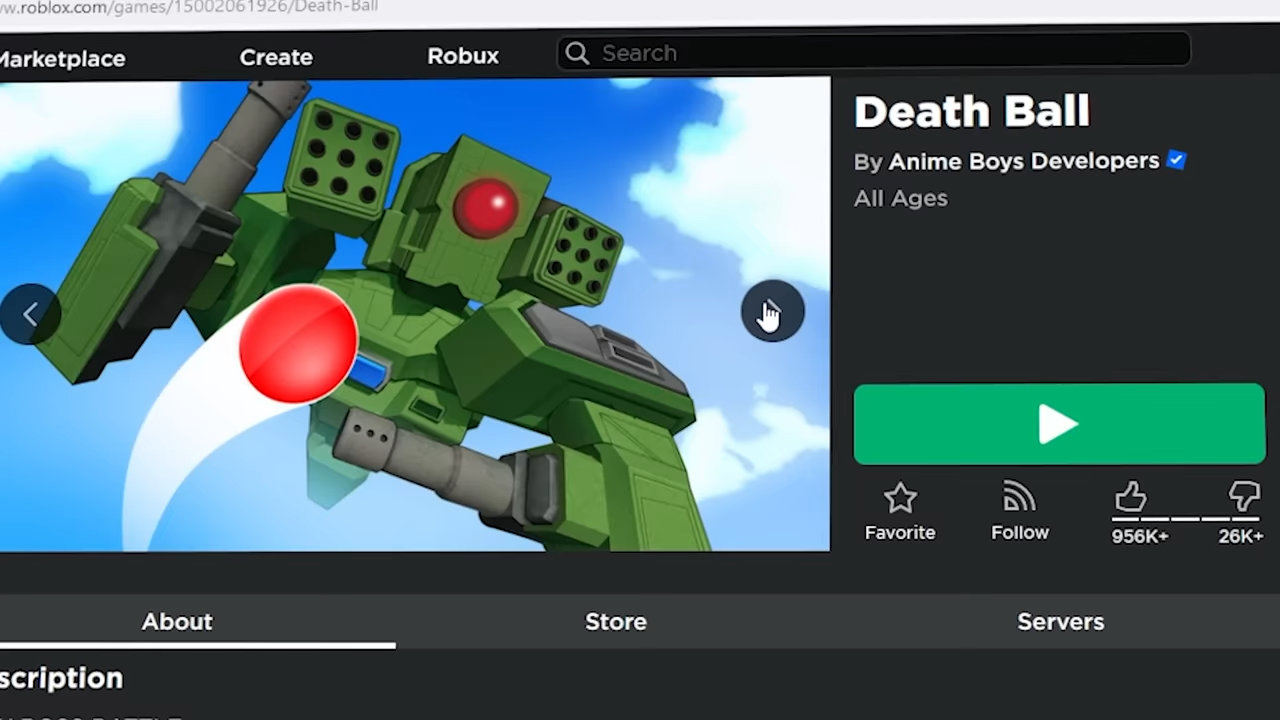 w.roblox.com/games/15002061926/Death-Ball
Marketplace
Create
Robux
Search
Death Ball
By Anime Boys Developers
All Ages
Favorite
Follow
956K+
26K+
About
Store
Servers
scription